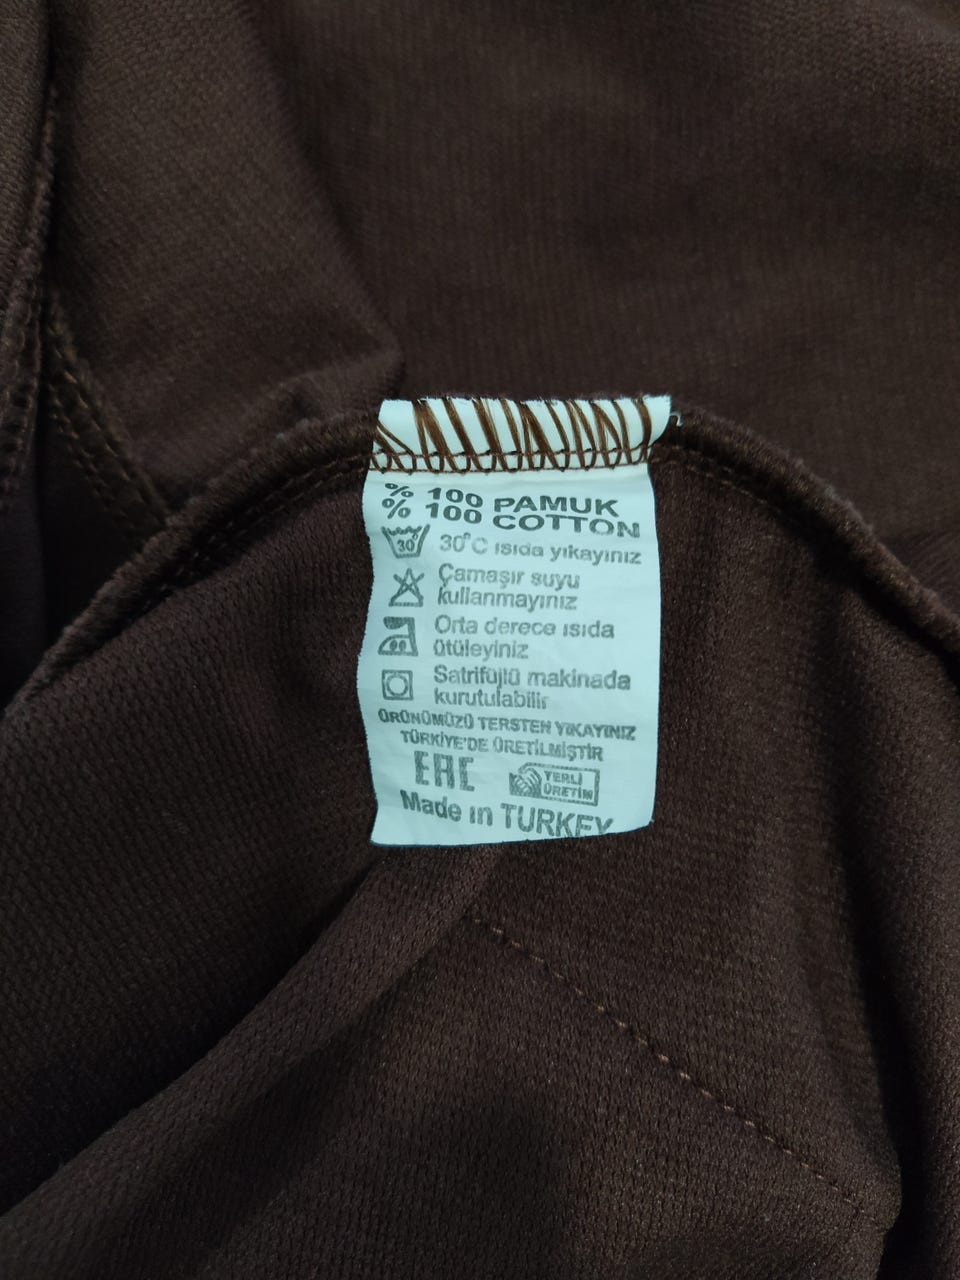 % 100 PAMUK
% 100 COTTON
30° 30°C ısıda yıkayınız
Çamaşır suyu
kullanmayınız
Orta derece ısıda
ütüleyiniz
Satrifüjlü makinada
kurutulabilir
ÜRÜNÜMÜZÜ TERSTEN YIKAYINIZ
TÜRKİYE'DE ÜRETİLMİŞTİR
EAC YERLİ
ÜRETİM
Made in TURKEY